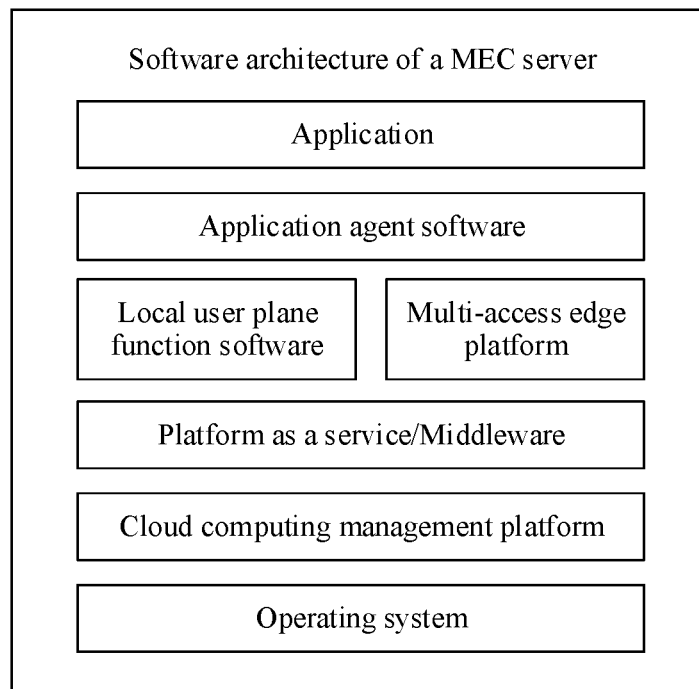 Software architecture of a MEC server
Application
Application agent software
Local user plane
function software
Multi-access edge
platform
Platform as a service/Middleware
Cloud computing management platform
Operating system